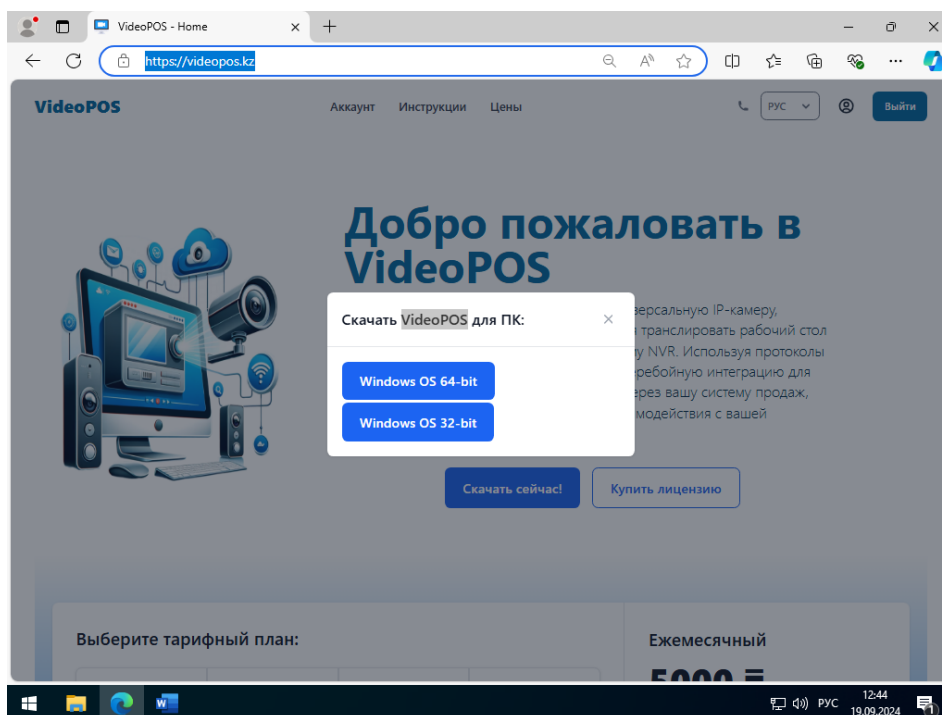 VideoPOS - Home
https://videopos.kz
VideoPOS
Аккаунт Инструкции Цены
РУС
Выйти
Добро пожаловать в
VideoPOS
версальную IP-камеру,
транслировать рабочий стол
му NVR. Используя протоколы
ребойную интеграцию для
ерез вашу систему продаж,
модействия с вашей
Скачать VideoPOS для ПК:
Windows OS 64-bit
Windows OS 32-bit
Скачать сейчас!
Купить лицензию
Выберите тарифный план:
Ежемесячный
5000 ₸
РУС
12:44
19.09.2024